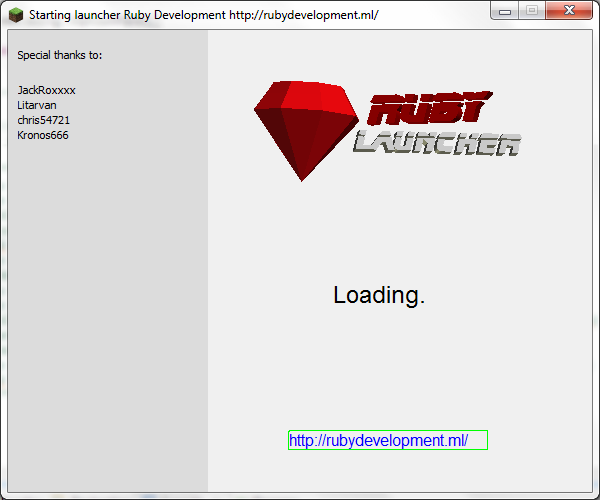 Starting launcher Ruby Development http://rubydevelopment.ml/
Special thanks to:
JackRoxxxx
Litarvan
chris54721
Kronos666
RUBY
LAUNCHER
Loading.
http://rubydevelopment.ml/